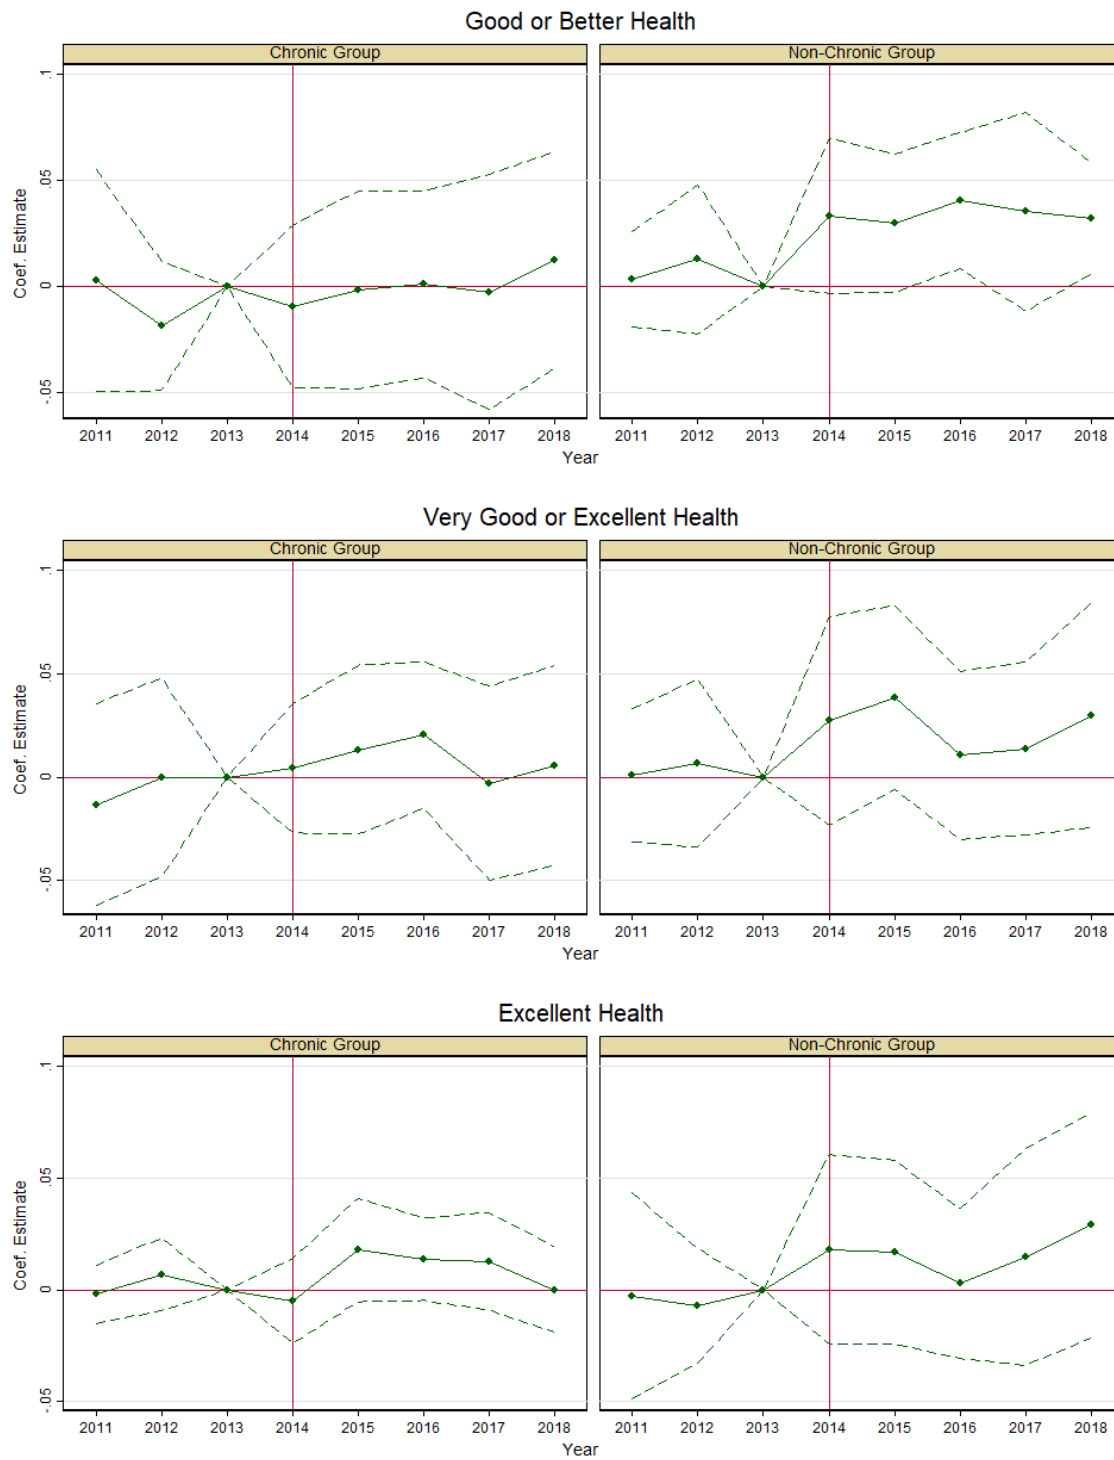 Good or Better Health
Chronic Group
Non-Chronic Group
Coef. Estimate
.1
.05
0
-.05
2011 2012 2013 2014 2015 2016 2017 2018
2011 2012 2013 2014 2015 2016 2017 2018
Year
Year
Very Good or Excellent Health
Chronic Group
Non-Chronic Group
Coef. Estimate
.1
.05
0
-.05
2011 2012 2013 2014 2015 2016 2017 2018
2011 2012 2013 2014 2015 2016 2017 2018
Year
Year
Excellent Health
Chronic Group
Non-Chronic Group
Coef. Estimate
.1
.05
0
-.05
2011 2012 2013 2014 2015 2016 2017 2018
2011 2012 2013 2014 2015 2016 2017 2018
Year
Year